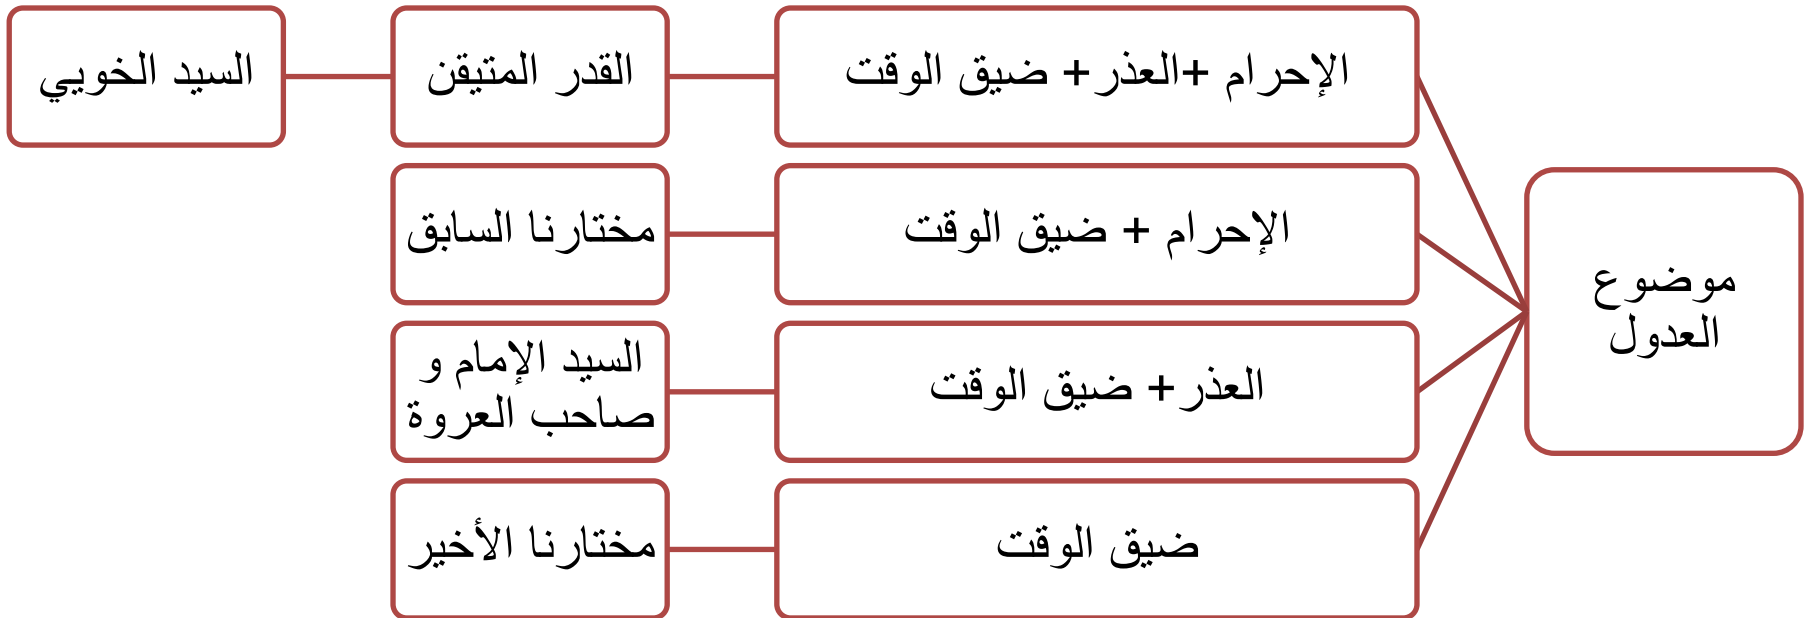 موضوع
العدول
الإحرام +العذر+ ضيق الوقت
القدر المتيقن
السيد الخويي
الإحرام + ضيق الوقت
مختارنا السابق
العذر+ ضيق الوقت
السيد الإمام و
صاحب العروة
ضيق الوقت
مختارنا الأخير